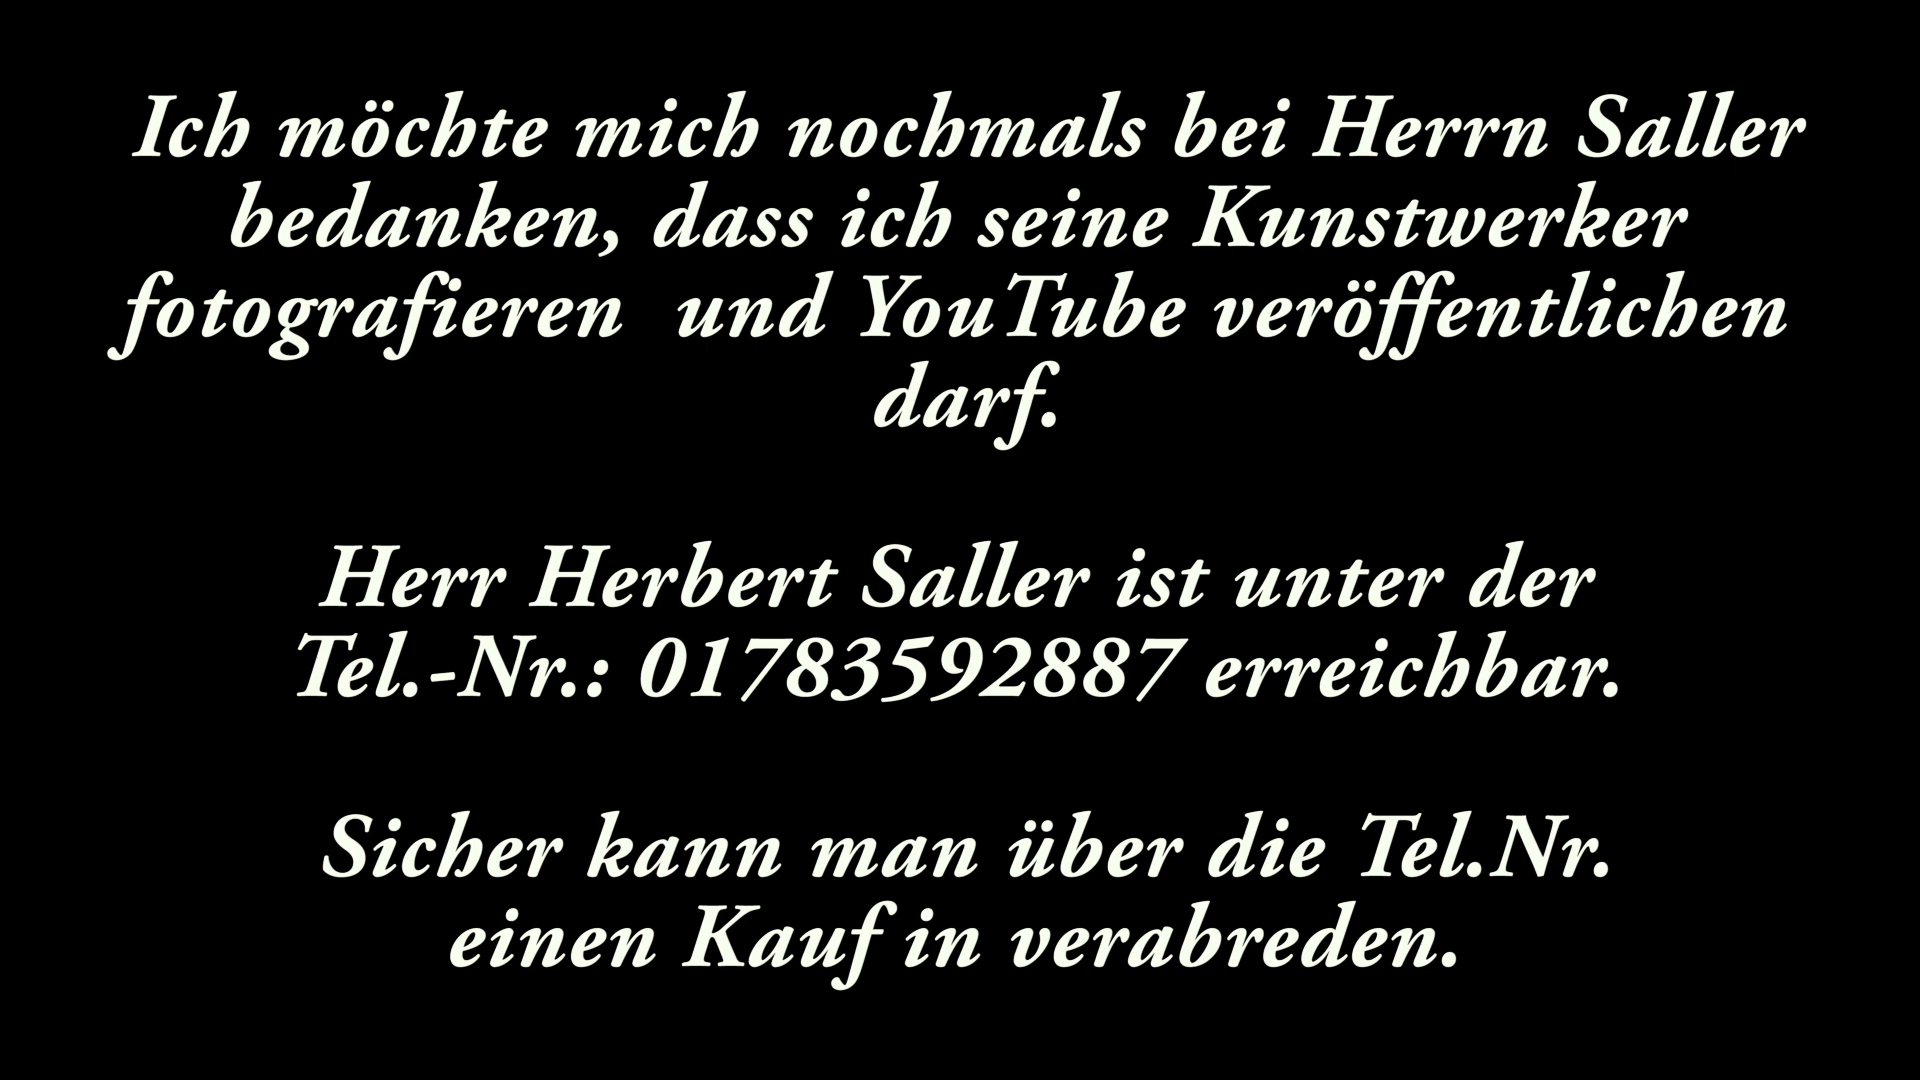 Ich möchte mich nochmals bei Herrn Saller
bedanken, dass ich seine Kunstwerker
fotografieren  und YouTube veröffentlichen
darf.
Herr Herbert Saller ist unter der
Tel.-Nr.: 01783592887 erreichbar.
Sicher kann man über die Tel.Nr.
einen Kauf in verabreden.